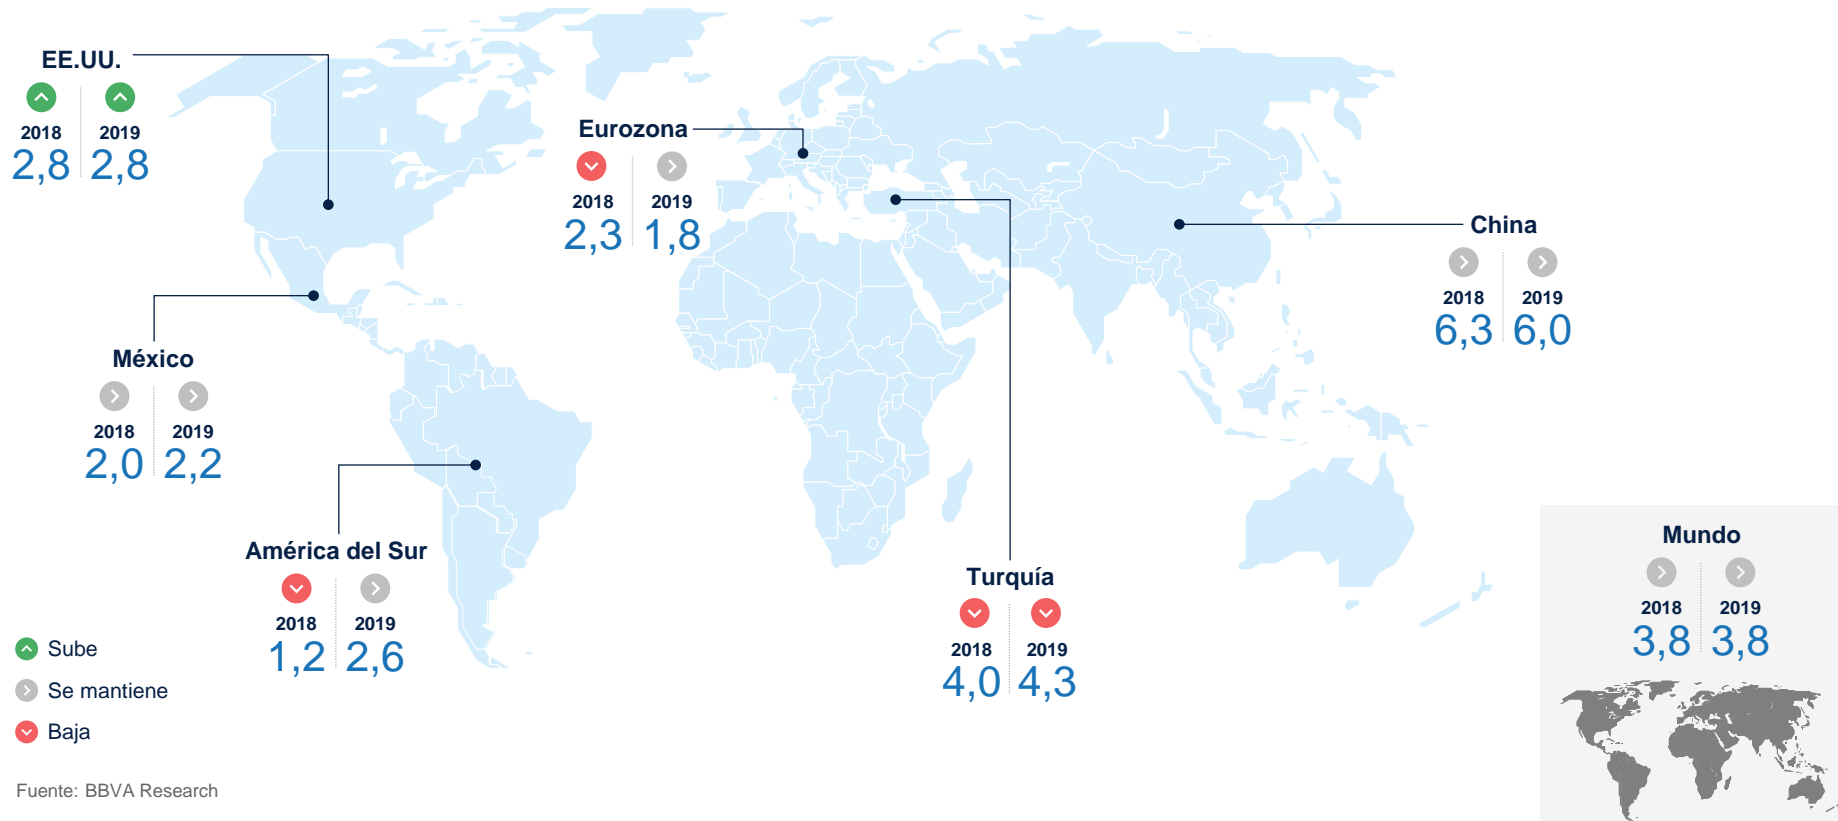 EE.UU.
2018 2019
2,8 2,8
Eurozona
2018 2019
2,3 1,8
China
2018 2019
6,3 6,0
México
2018 2019
2,0 2,2
América del Sur
2018 2019
1,2 2,6
Turquía
2018 2019
4,0 4,3
Mundo
2018 2019
3,8 3,8
Sube
Se mantiene
Baja
Fuente: BBVA Research